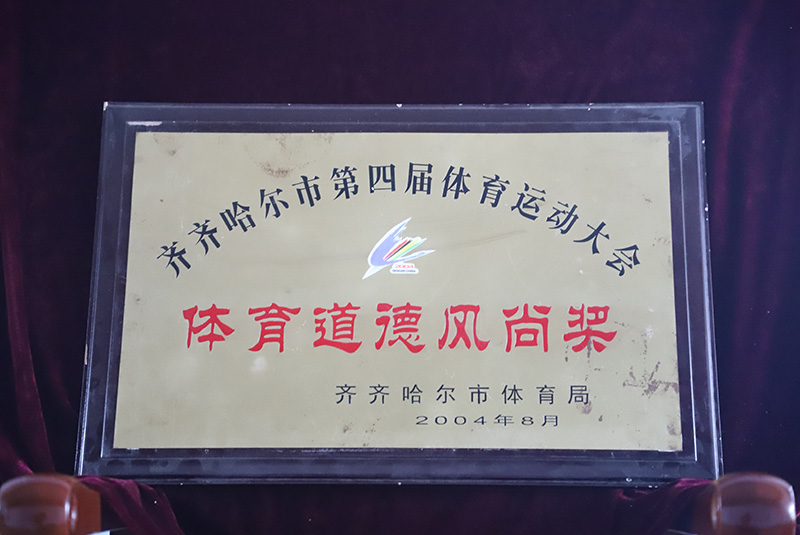 齐齐哈尔市第四届体育运动大会
体育道德风尚奖
齐齐哈尔市体育局
2004年8月